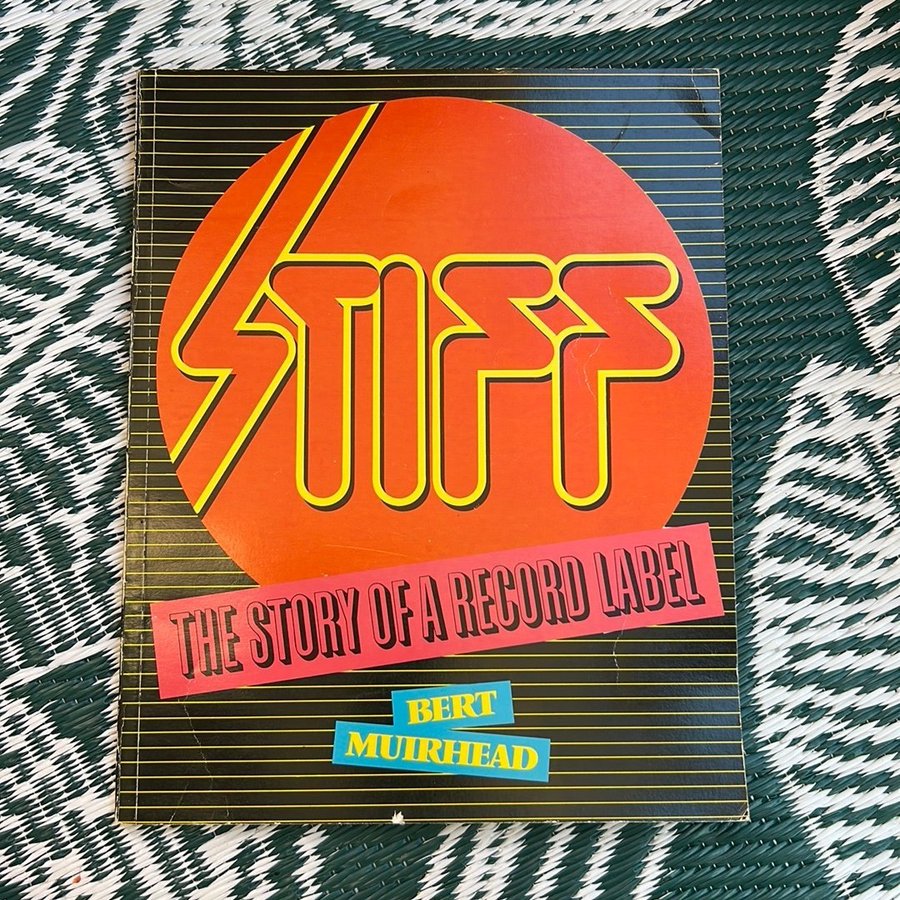 STIFF
THE STORY OF A RECORD LABEL
BERT
MUIRHEAD